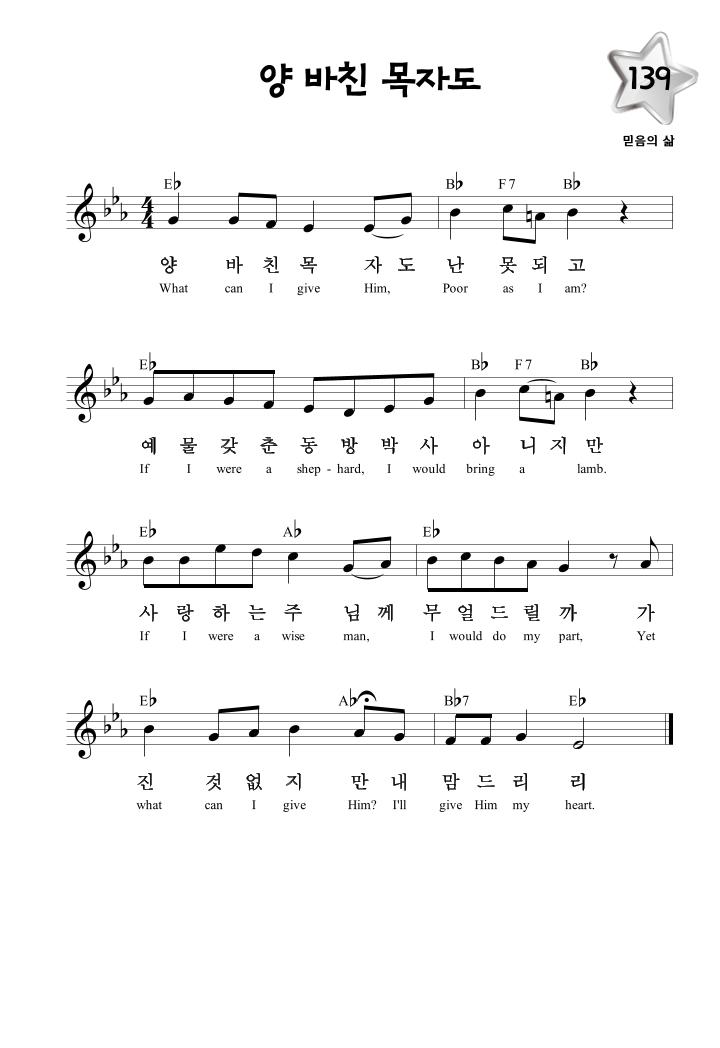 양 바친 목자도
139
믿음의 삶
E♭ B♭ F7 B♭
양 바 친 목 자 도 난 못 되 고
What can I give Him, Poor as I am?
E♭ B♭ F7 B♭
예 물 갖 춘 동 방 박 사 아 니 지 만
If I were a shep - hard, I would bring a lamb.
E♭ A♭ E♭
사 랑 하 는 주 님 께 무 얼 드 릴 까 가
If I were a wise man, I would do my part, Yet
E♭ A♭ B♭7 E♭
진 것 없 지 만 내 맘 드 리 리
what can I give Him? I'll give Him my heart.